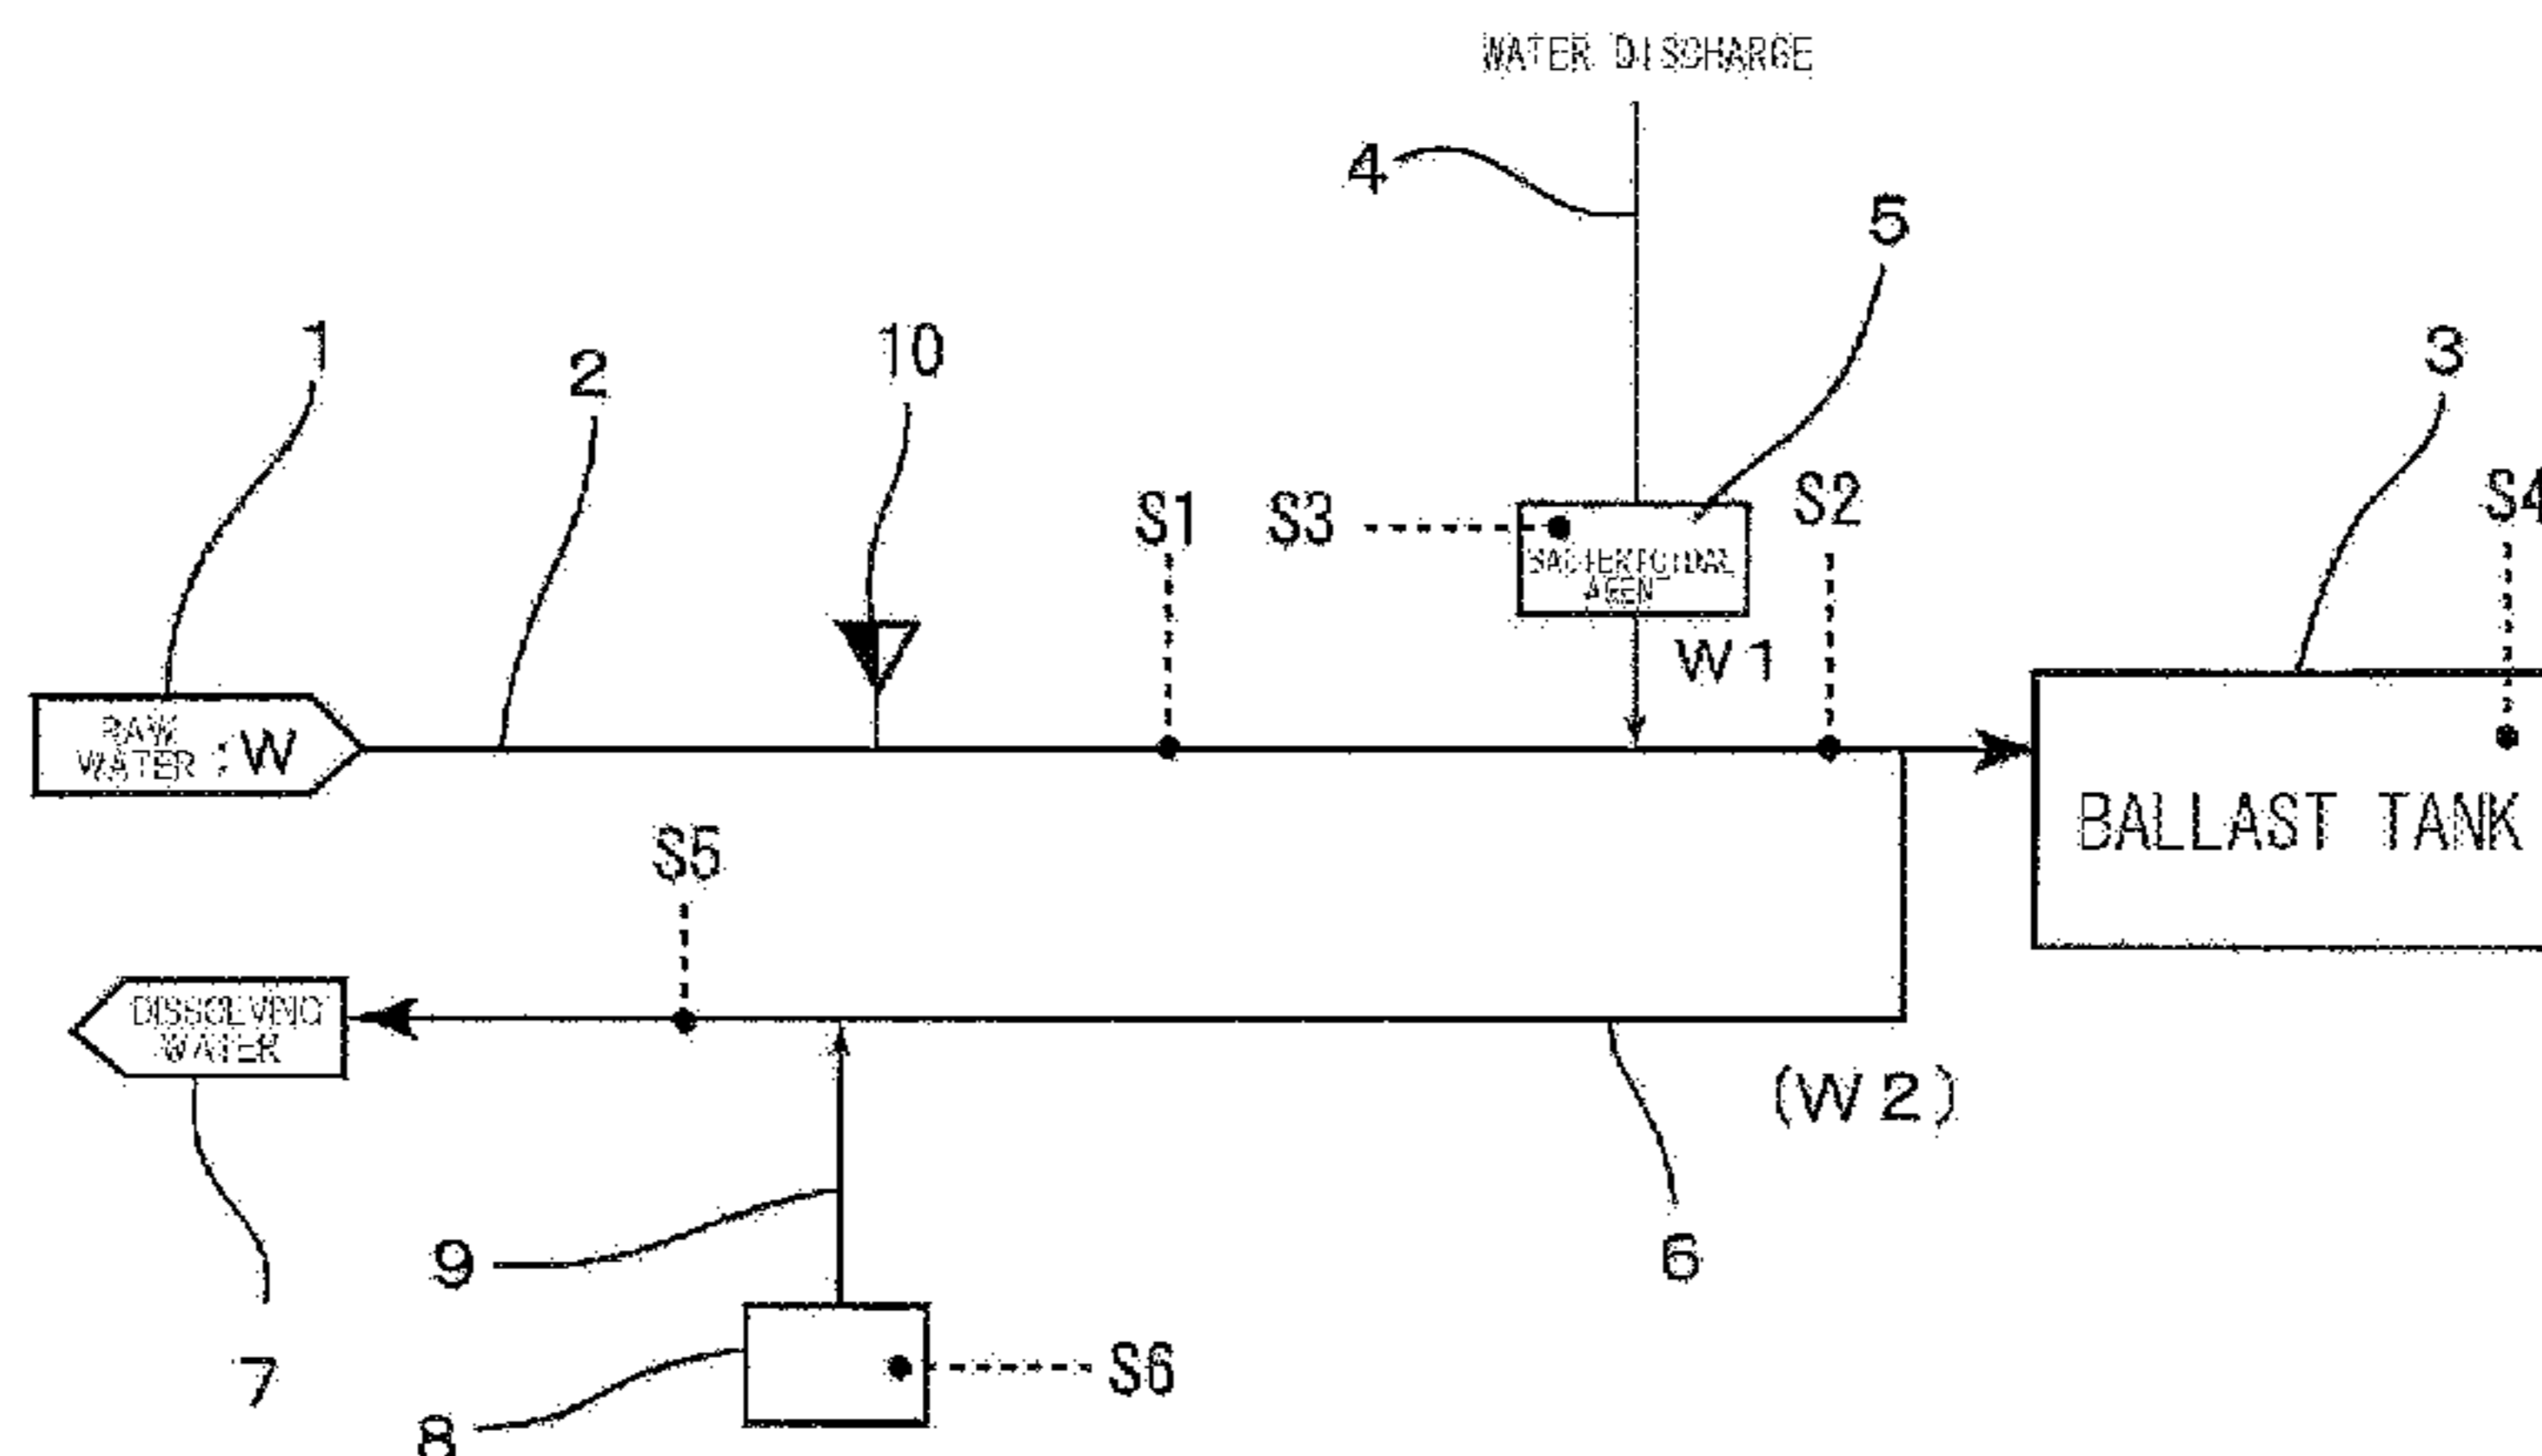 WATER DISCHARGE
4
5
1
2
10
3
S1
S3
S2
S4
W1
RAW
WATER :W
BALLAST TANK
S5
DISSOLVING
WATER
(W2)
9
6
7
S6
8